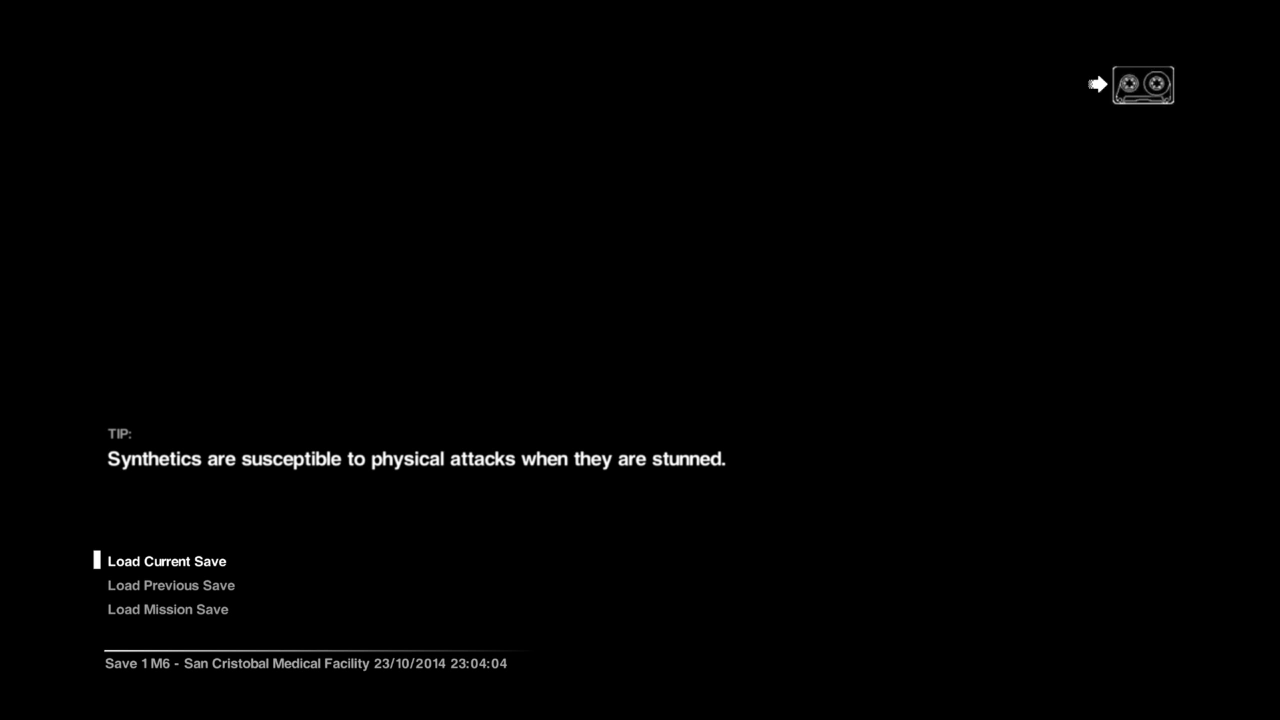 TIP:
Synthetics are susceptible to physical attacks when they are stunned.
Load Current Save
Load Previous Save
Load Mission Save
Save 1 M6 - San Cristobal Medical Facility 23/10/2014 23:04:04